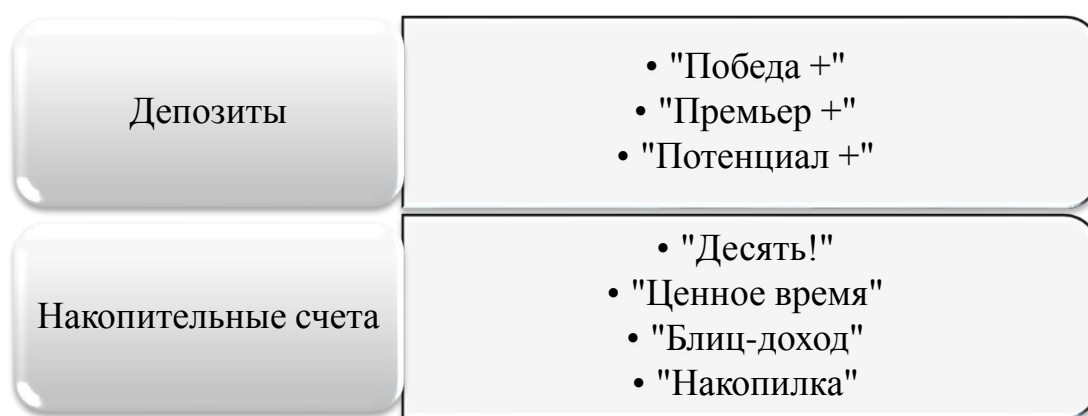 Депозиты
• "Победа +"
• "Премьер +"
• "Потенциал +"
Накопительные счета
• "Десять!"
• "Ценное время"
• "Блиц-доход"
• "Накопилка"